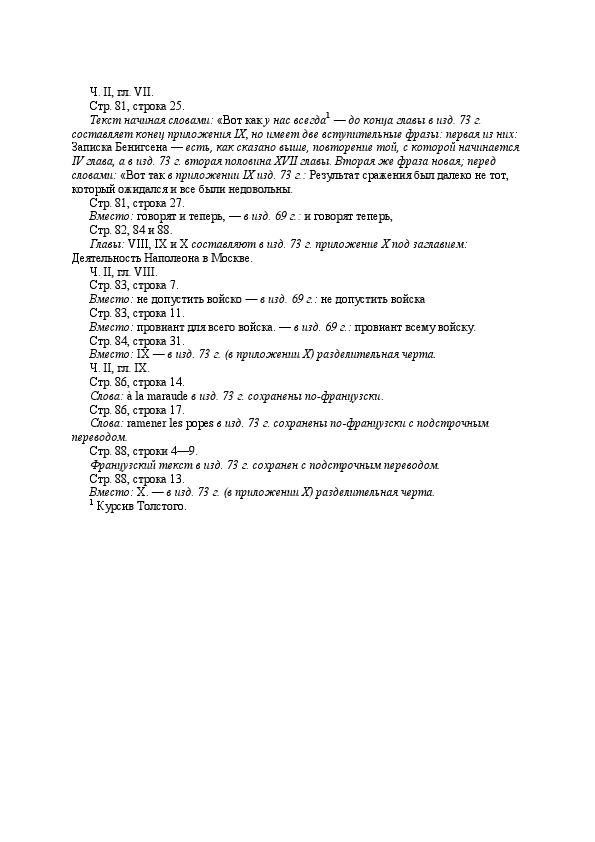 Ч. II, гл. VII.
Стр. 81, строка 25.
Текст начиная словами: «Вот как у нас всегда¹ — до конца главы в изд. 73 г.
составляет конец приложения IX, но имеет две вступительные фразы: первая из них:
Записка Бенигсена — есть, как сказано выше, повторение той, с которой начинается
IV глава, а в изд. 73 г. вторая половина XVII главы. Вторая же фраза новая; перед
словами: «Вот так в приложении IX изд. 73 г.: Результат сражения был далеко не тот,
который ожидался и все были недовольны.
Стр. 81, строка 27.
Вместо: говорят и теперь, — в изд. 69 г.: и говорят теперь,
Стр. 82, 84 и 88.
Главы: VIII, IX и X составляют в изд. 73 г. приложение X под заглавием:
Деятельность Наполеона в Москве.
Ч. II, гл. VIII.
Стр. 83, строка 7.
Вместо: не допустить войско — в изд. 69 г.: не допустить войска
Стр. 83, строка 11.
Вместо: провиант для всего войска. — в изд. 69 г.: провиант всему войску.
Стр. 84, строка 31.
Вместо: IX — в изд. 73 г. (в приложении X) разделительная черта.
Ч. II, гл. IX.
Стр. 86, строка 14.
Слова: à la maraude в изд. 73 г. сохранены по-французски.
Стр. 86, строка 17.
Слова: ramener les popes в изд. 73 г. сохранены по-французски с подстрочным
переводом.
Стр. 88, строки 4—9.
Французский текст в изд. 73 г. сохранен с подстрочным переводом.
Стр. 88, строка 13.
Вместо: X. — в изд. 73 г. (в приложении X) разделительная черта.
¹ Курсив Толстого.